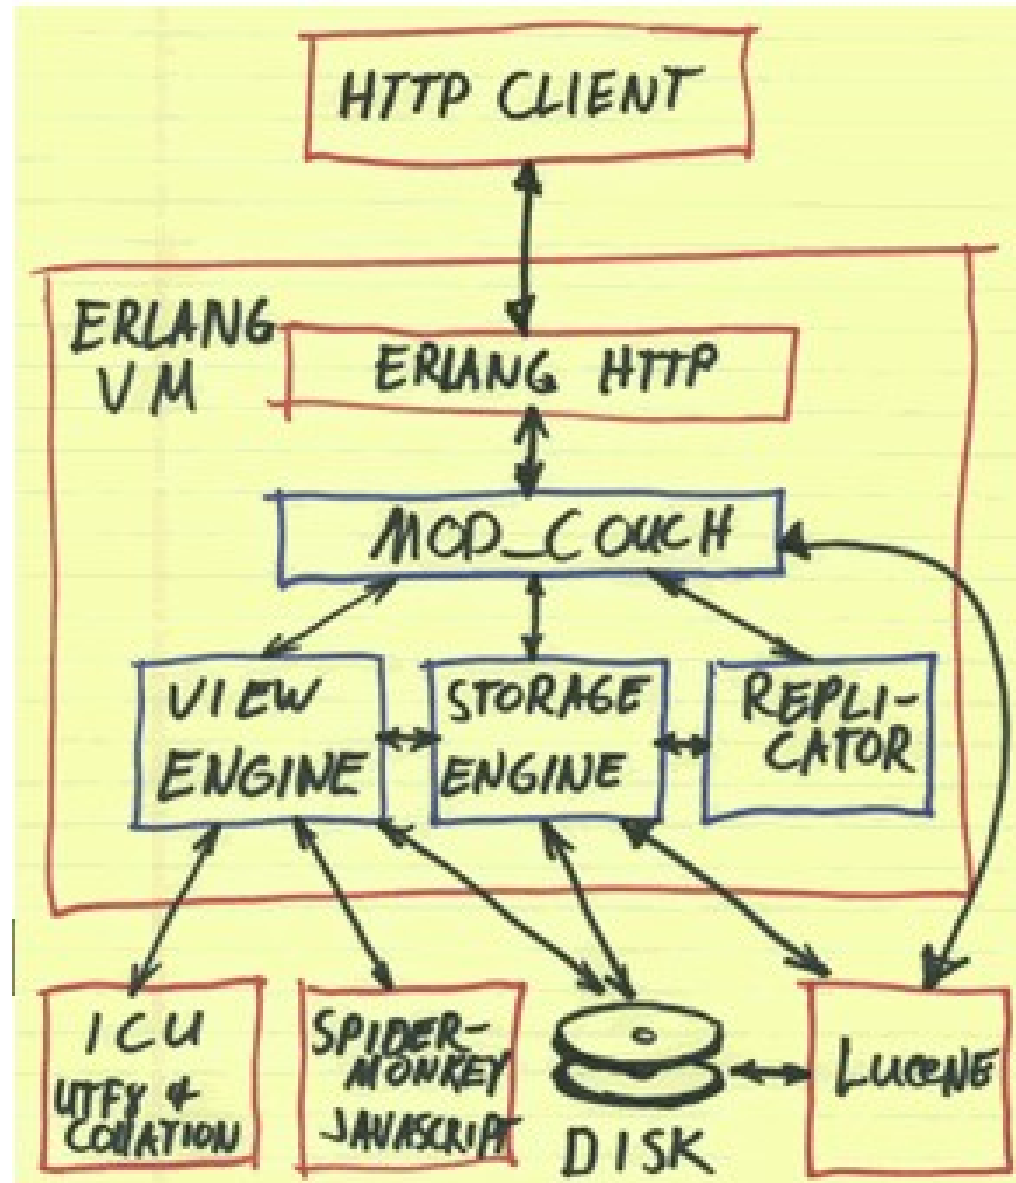 HTTP CLIENT
ERLANG
VM
ERLANG HTTP
MOD_COUCH
VIEW
ENGINE
STORAGE
ENGINE
REPLI-
CATOR
ICU
UTFY &
COLLATION
SPIDER-
MONKEY
JAVASCRIPT
DISK
LUCENE